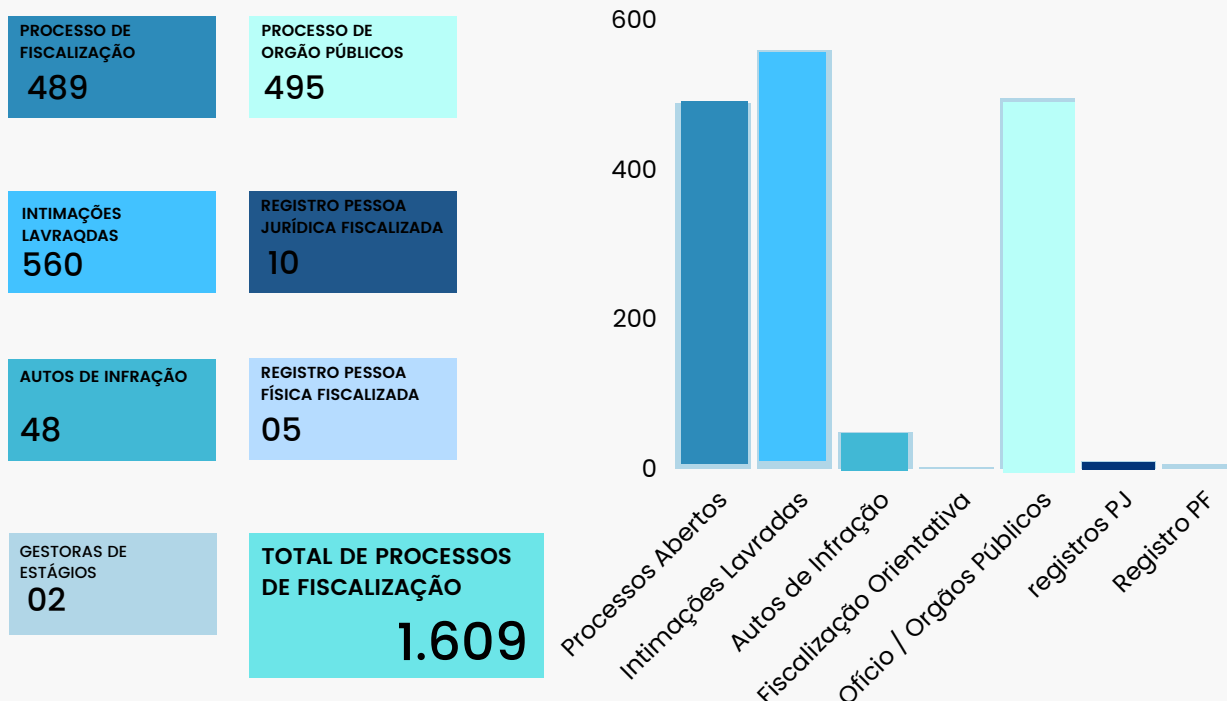 PROCESSO DE
FISCALIZAÇÃO
489
PROCESSO DE
ORGÃO PÚBLICOS
495
INTIMAÇÕES
LAVRAQDAS
560
REGISTRO PESSOA
JURÍDICA FISCALIZADA
10
AUTOS DE INFRAÇÃO
48
REGISTRO PESSOA
FÍSICA FISCALIZADA
05
GESTORAS DE
ESTÁGIOS
02
TOTAL DE PROCESSOS
DE FISCALIZAÇÃO
1.609
600
400
200
0
Processos Abertos
Intimações Lavradas
Autos de Infração
Fiscalização Orientativa
Ofício / Orgãos Públicos
registros PJ
Registro PF